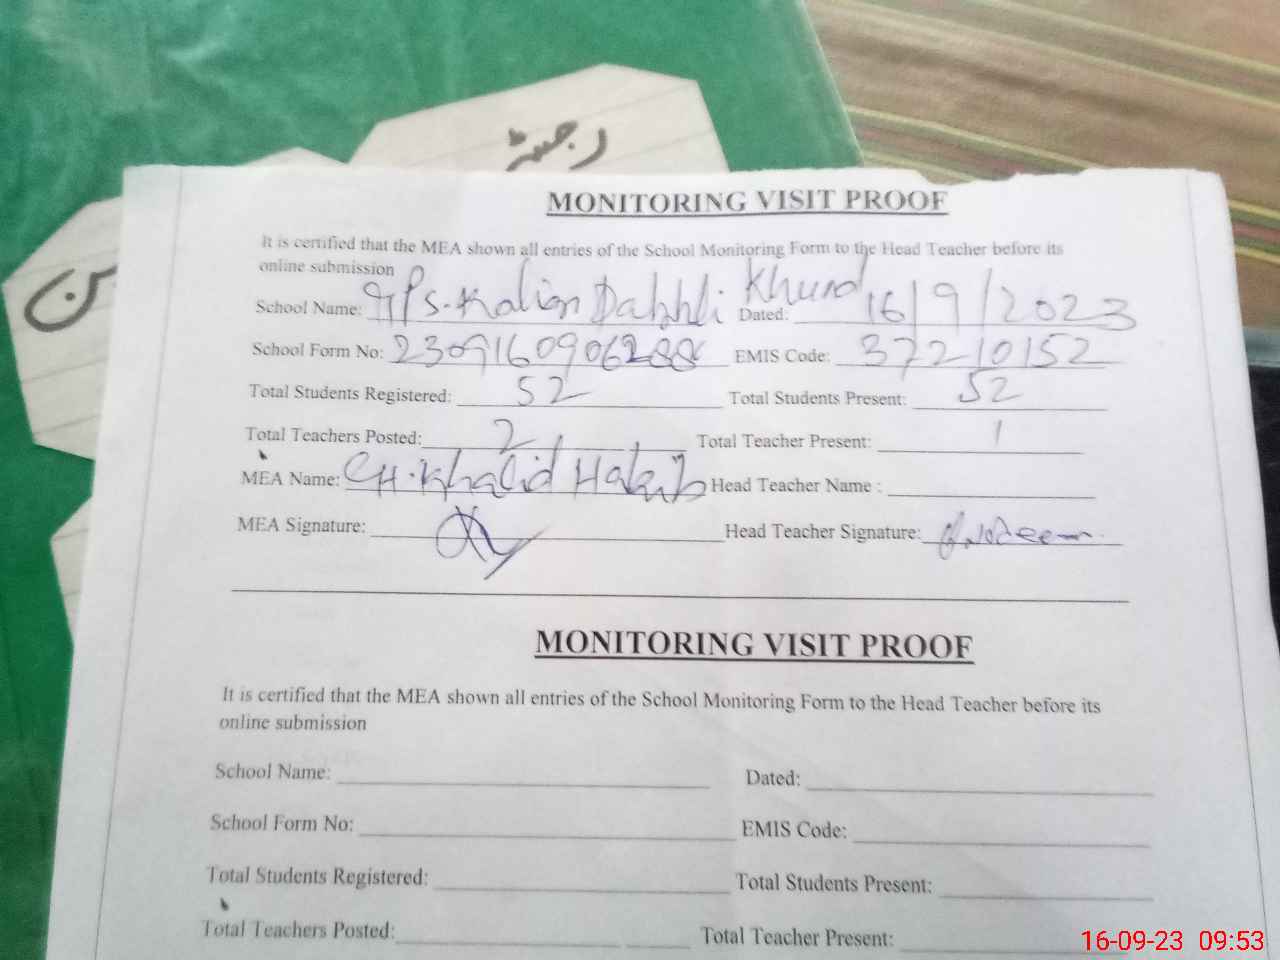 رجسٹر
MONITORING VISIT PROOF
It is certified that the MEA shown all entries of the School Monitoring Form to the Head Teacher before its
online submission
School Name: GPS. Kalian Dahhli Khurd Dated: 16/9/2023
School Form No: 2309160906288 EMIS Code: 37210152
Total Students Registered: 52 Total Students Present: 52
Total Teachers Posted: 2 Total Teacher Present: 1
MEA Name: CH. Khalid Habib Head Teacher Name :
MEA Signature: Head Teacher Signature:
MONITORING VISIT PROOF
It is certified that the MEA shown all entries of the School Monitoring Form to the Head Teacher before its
online submission
School Name: Dated:
School Form No: EMIS Code:
Total Students Registered: Total Students Present:
Total Teachers Posted: Total Teacher Present:
16-09-23 09:53